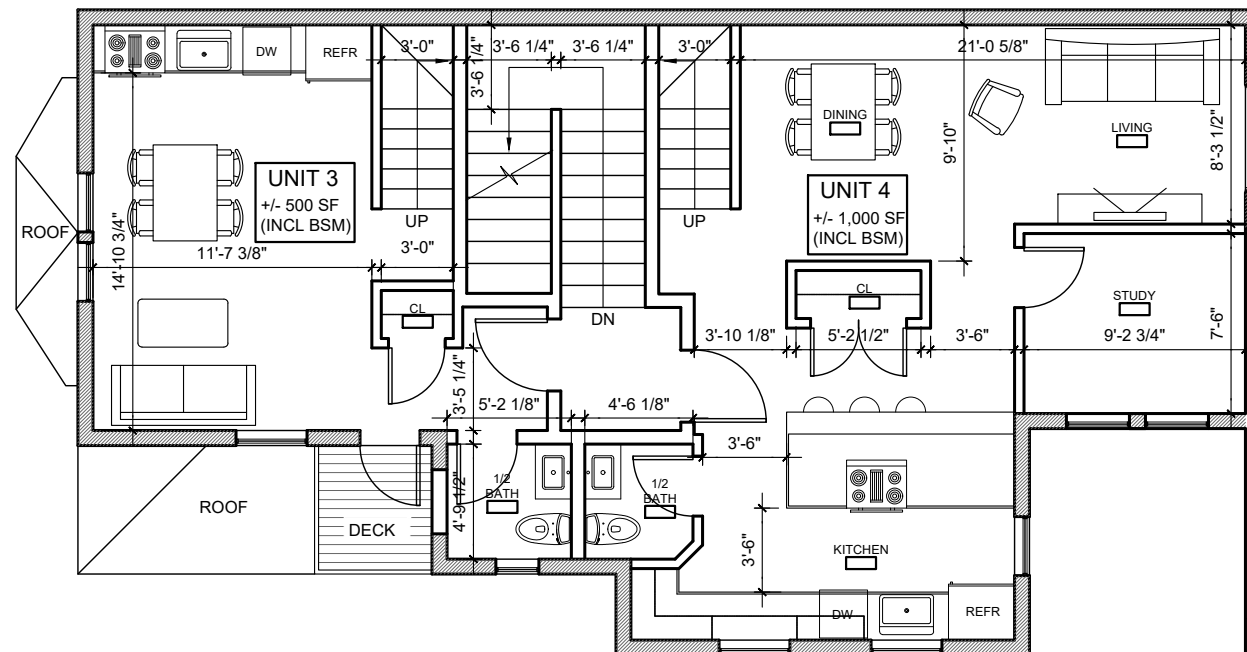 DW
REFR
3'-0"
3'-6 1/4"
3'-6 1/4"
3'-6 1/4"
3'-0"
21'-0 5/8"
DINING
LIVING
8'-3 1/2"
9'-10"
UNIT 3
+/- 500 SF
(INCL BSM)
UNIT 4
+/- 1,000 SF
(INCL BSM)
UP
UP
ROOF
11'-7 3/8"
3'-0"
14'-10 3/4"
CL
CL
STUDY
DN
3'-10 1/8"
5'-2 1/2"
3'-6"
9'-2 3/4"
7'-6"
3'-5 1/4"
5'-2 1/8"
4'-6 1/8"
3'-6"
4'-9 1/2"
1/2
BATH
1/2
BATH
ROOF
DECK
3'-6"
KITCHEN
DW
REFR